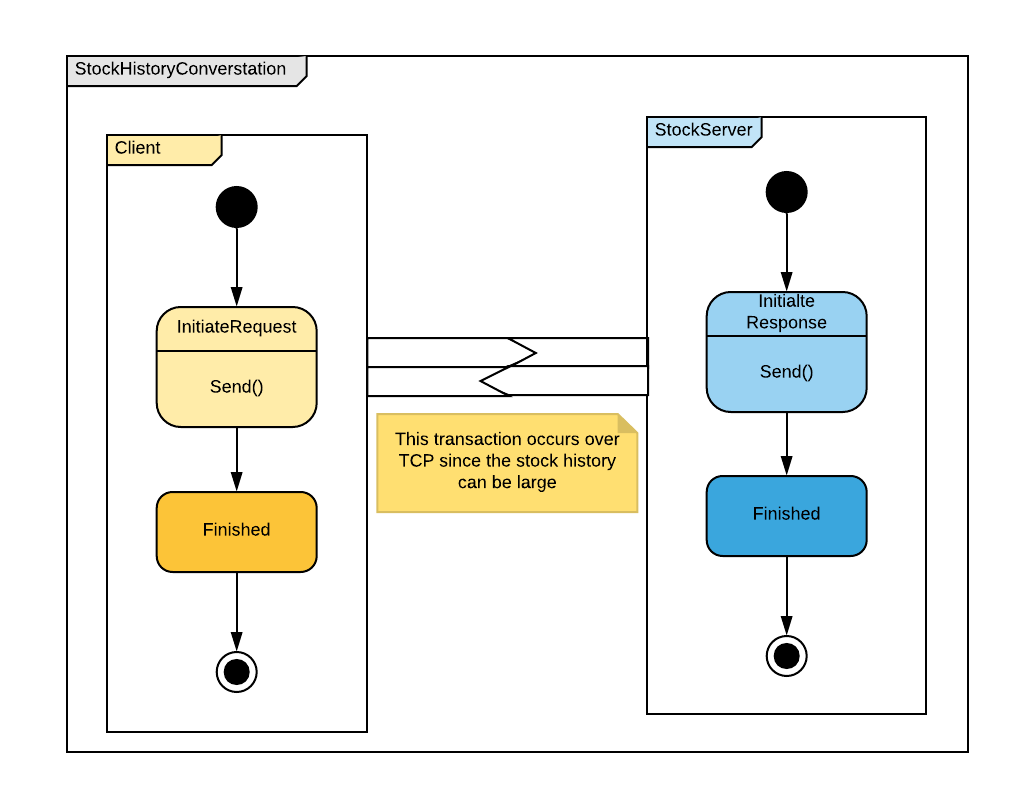 StockHistoryConverstation
Client
InitiateRequest
Send()
Finished
This transaction occurs over
TCP since the stock history
can be large
StockServer
Initialte
Response
Send()
Finished